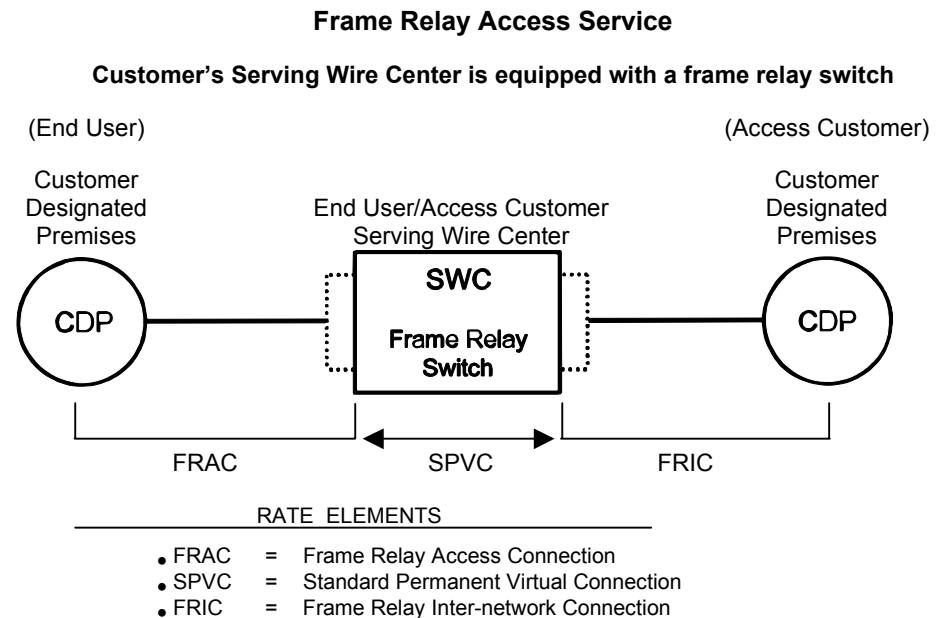 Frame Relay Access Service
Customer's Serving Wire Center is equipped with a frame relay switch
(End User)
(Access Customer)
Customer
Designated
Premises
End User/Access Customer
Serving Wire Center
Customer
Designated
Premises
CDP
SWC
Frame Relay
Switch
CDP
FRAC
SPVC
FRIC
RATE ELEMENTS
• FRAC = Frame Relay Access Connection
• SPVC = Standard Permanent Virtual Connection
• FRIC = Frame Relay Inter-network Connection